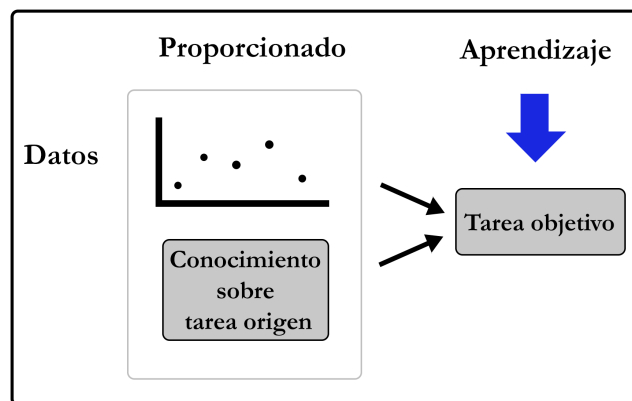 Proporcionado
Aprendizaje
Datos
Conocimiento
sobre
tarea origen
Tarea objetivo